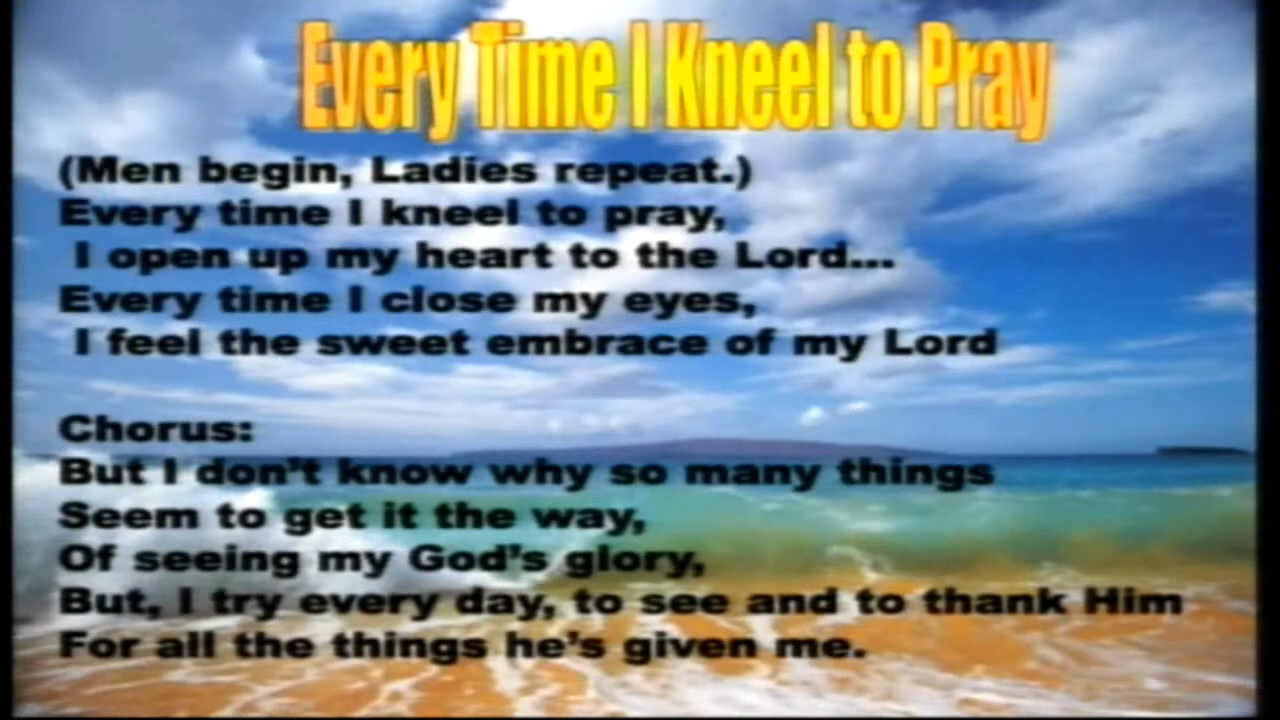 Every Time I Kneel to Pray
(Men begin, Ladies repeat.)
Every time I kneel to pray,
I open up my heart to the Lord...
Every time I close my eyes,
I feel the sweet embrace of my Lord
Chorus:
But I don't know why so many things
Seem to get it the way,
Of seeing my God's glory,
But, I try every day, to see and to thank Him
For all the things he's given me.